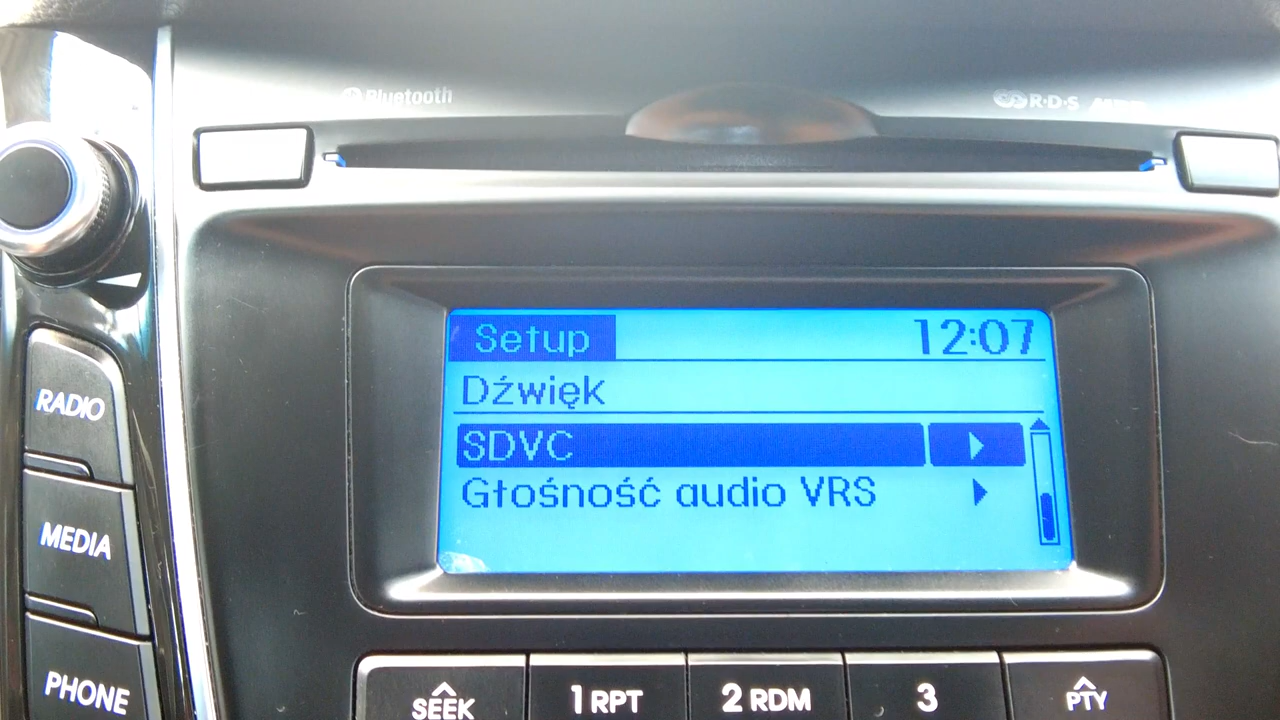 Bluetooth
R·D·S
RADIO
MEDIA
PHONE
Setup 12:07
Dźwięk
SDVC
Głośność audio VRS
SEEK
1 RPT
2 RDM
3
PTY